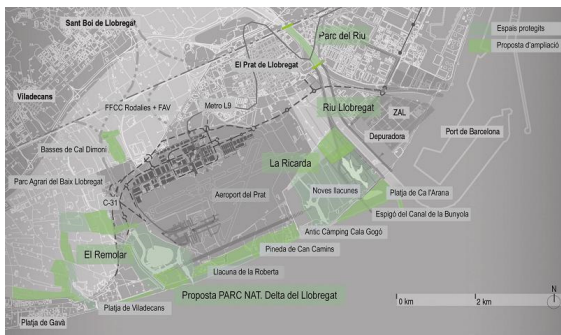 Sant Boi de Llobregat
Parc del Riu
Espais protegits
Proposta d'ampliació
El Prat de Llobregat
Viladecans
FFCC Rodalies + FAV
Metro L9
Riu Llobregat
ZAL
Depuradora
Port de Barcelona
Basses de Cal Dimoni
La Ricarda
Parc Agrari del Baix Llobregat
Aeroport del Prat
Noves llacunes
Platja de Ca l'Arana
C-31
Espigó del Canal de la Bunyola
Antic Càmping Cala Gogó
El Remolar
Pineda de Can Camins
Llacuna de la Roberta
Proposta PARC NAT. Delta del Llobregat
N
0 km
2 km
Platja de Viladecans
Platja de Gavà